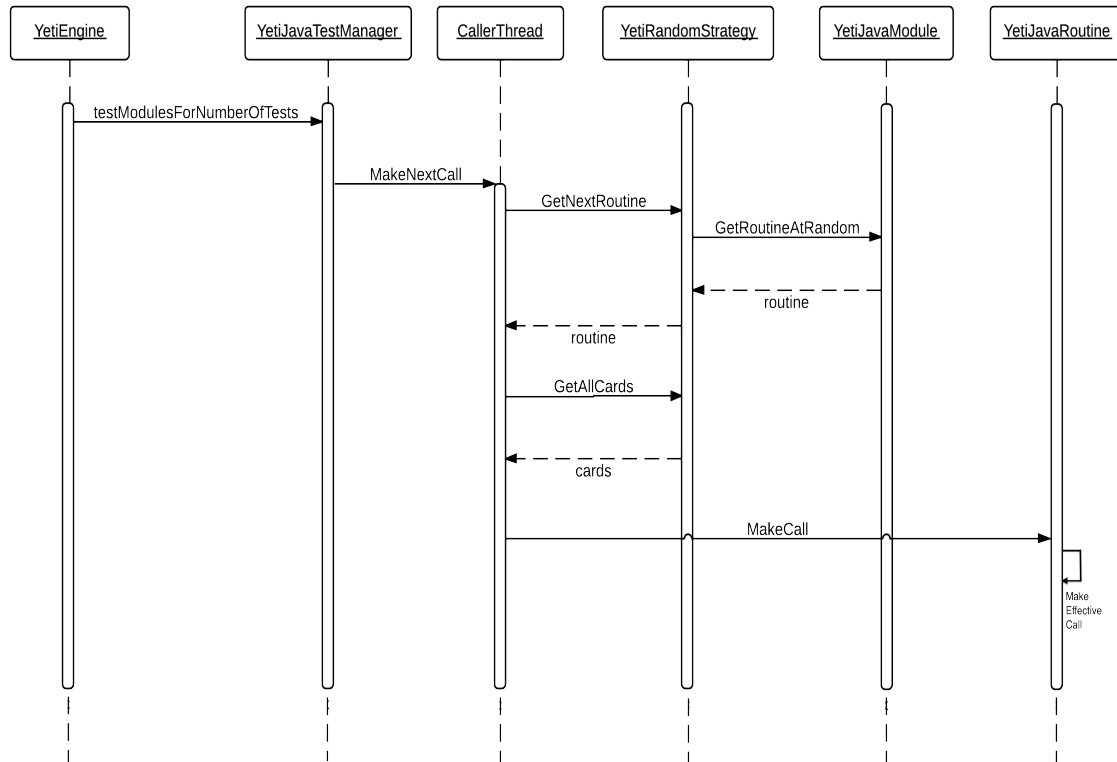 YetiEngine
YetiJavaTestManager
CallerThread
YetiRandomStrategy
YetiJavaModule
YetiJavaRoutine
testModulesForNumberOfTests
MakeNextCall
GetNextRoutine
GetRoutineAtRandom
routine
routine
GetAllCards
cards
MakeCall
Make
Effective
Call